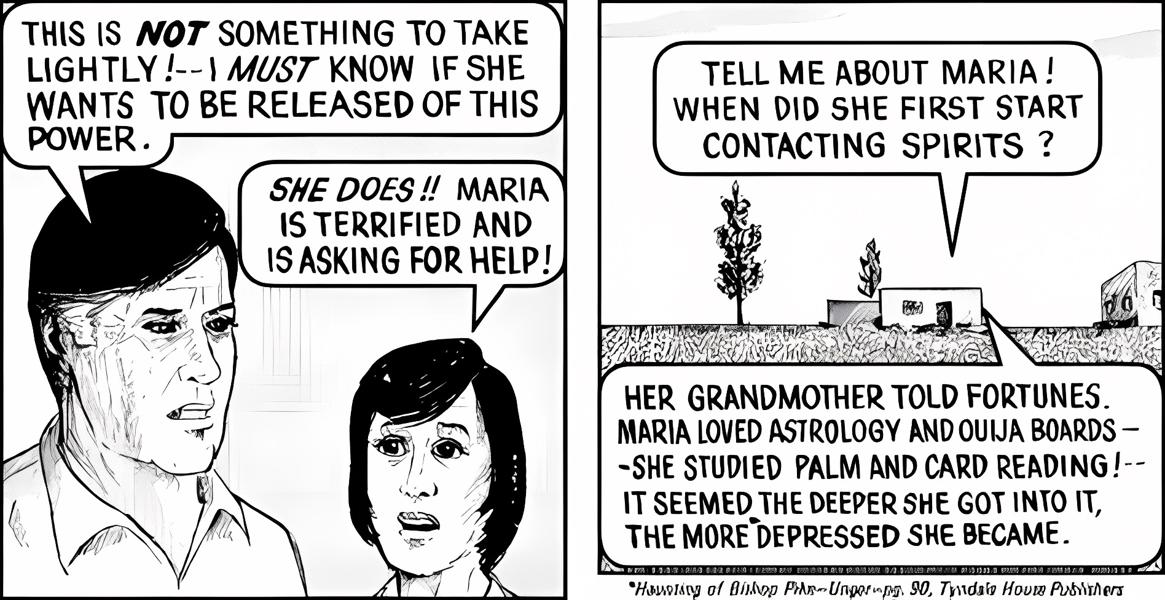 THIS IS NOT SOMETHING TO TAKE
LIGHTLY!--I MUST KNOW IF SHE
WANTS TO BE RELEASED OF THIS
POWER.
SHE DOES!! MARIA
IS TERRIFIED AND
IS ASKING FOR HELP!
TELL ME ABOUT MARIA!
WHEN DID SHE FIRST START
CONTACTING SPIRITS ?
HER GRANDMOTHER TOLD FORTUNES.
MARIA LOVED ASTROLOGY AND OUIJA BOARDS –
-SHE STUDIED PALM AND CARD READING!--
IT SEEMED THE DEEPER SHE GOT INTO IT,
THE MORE DEPRESSED SHE BECAME.
of 90, House Publishers